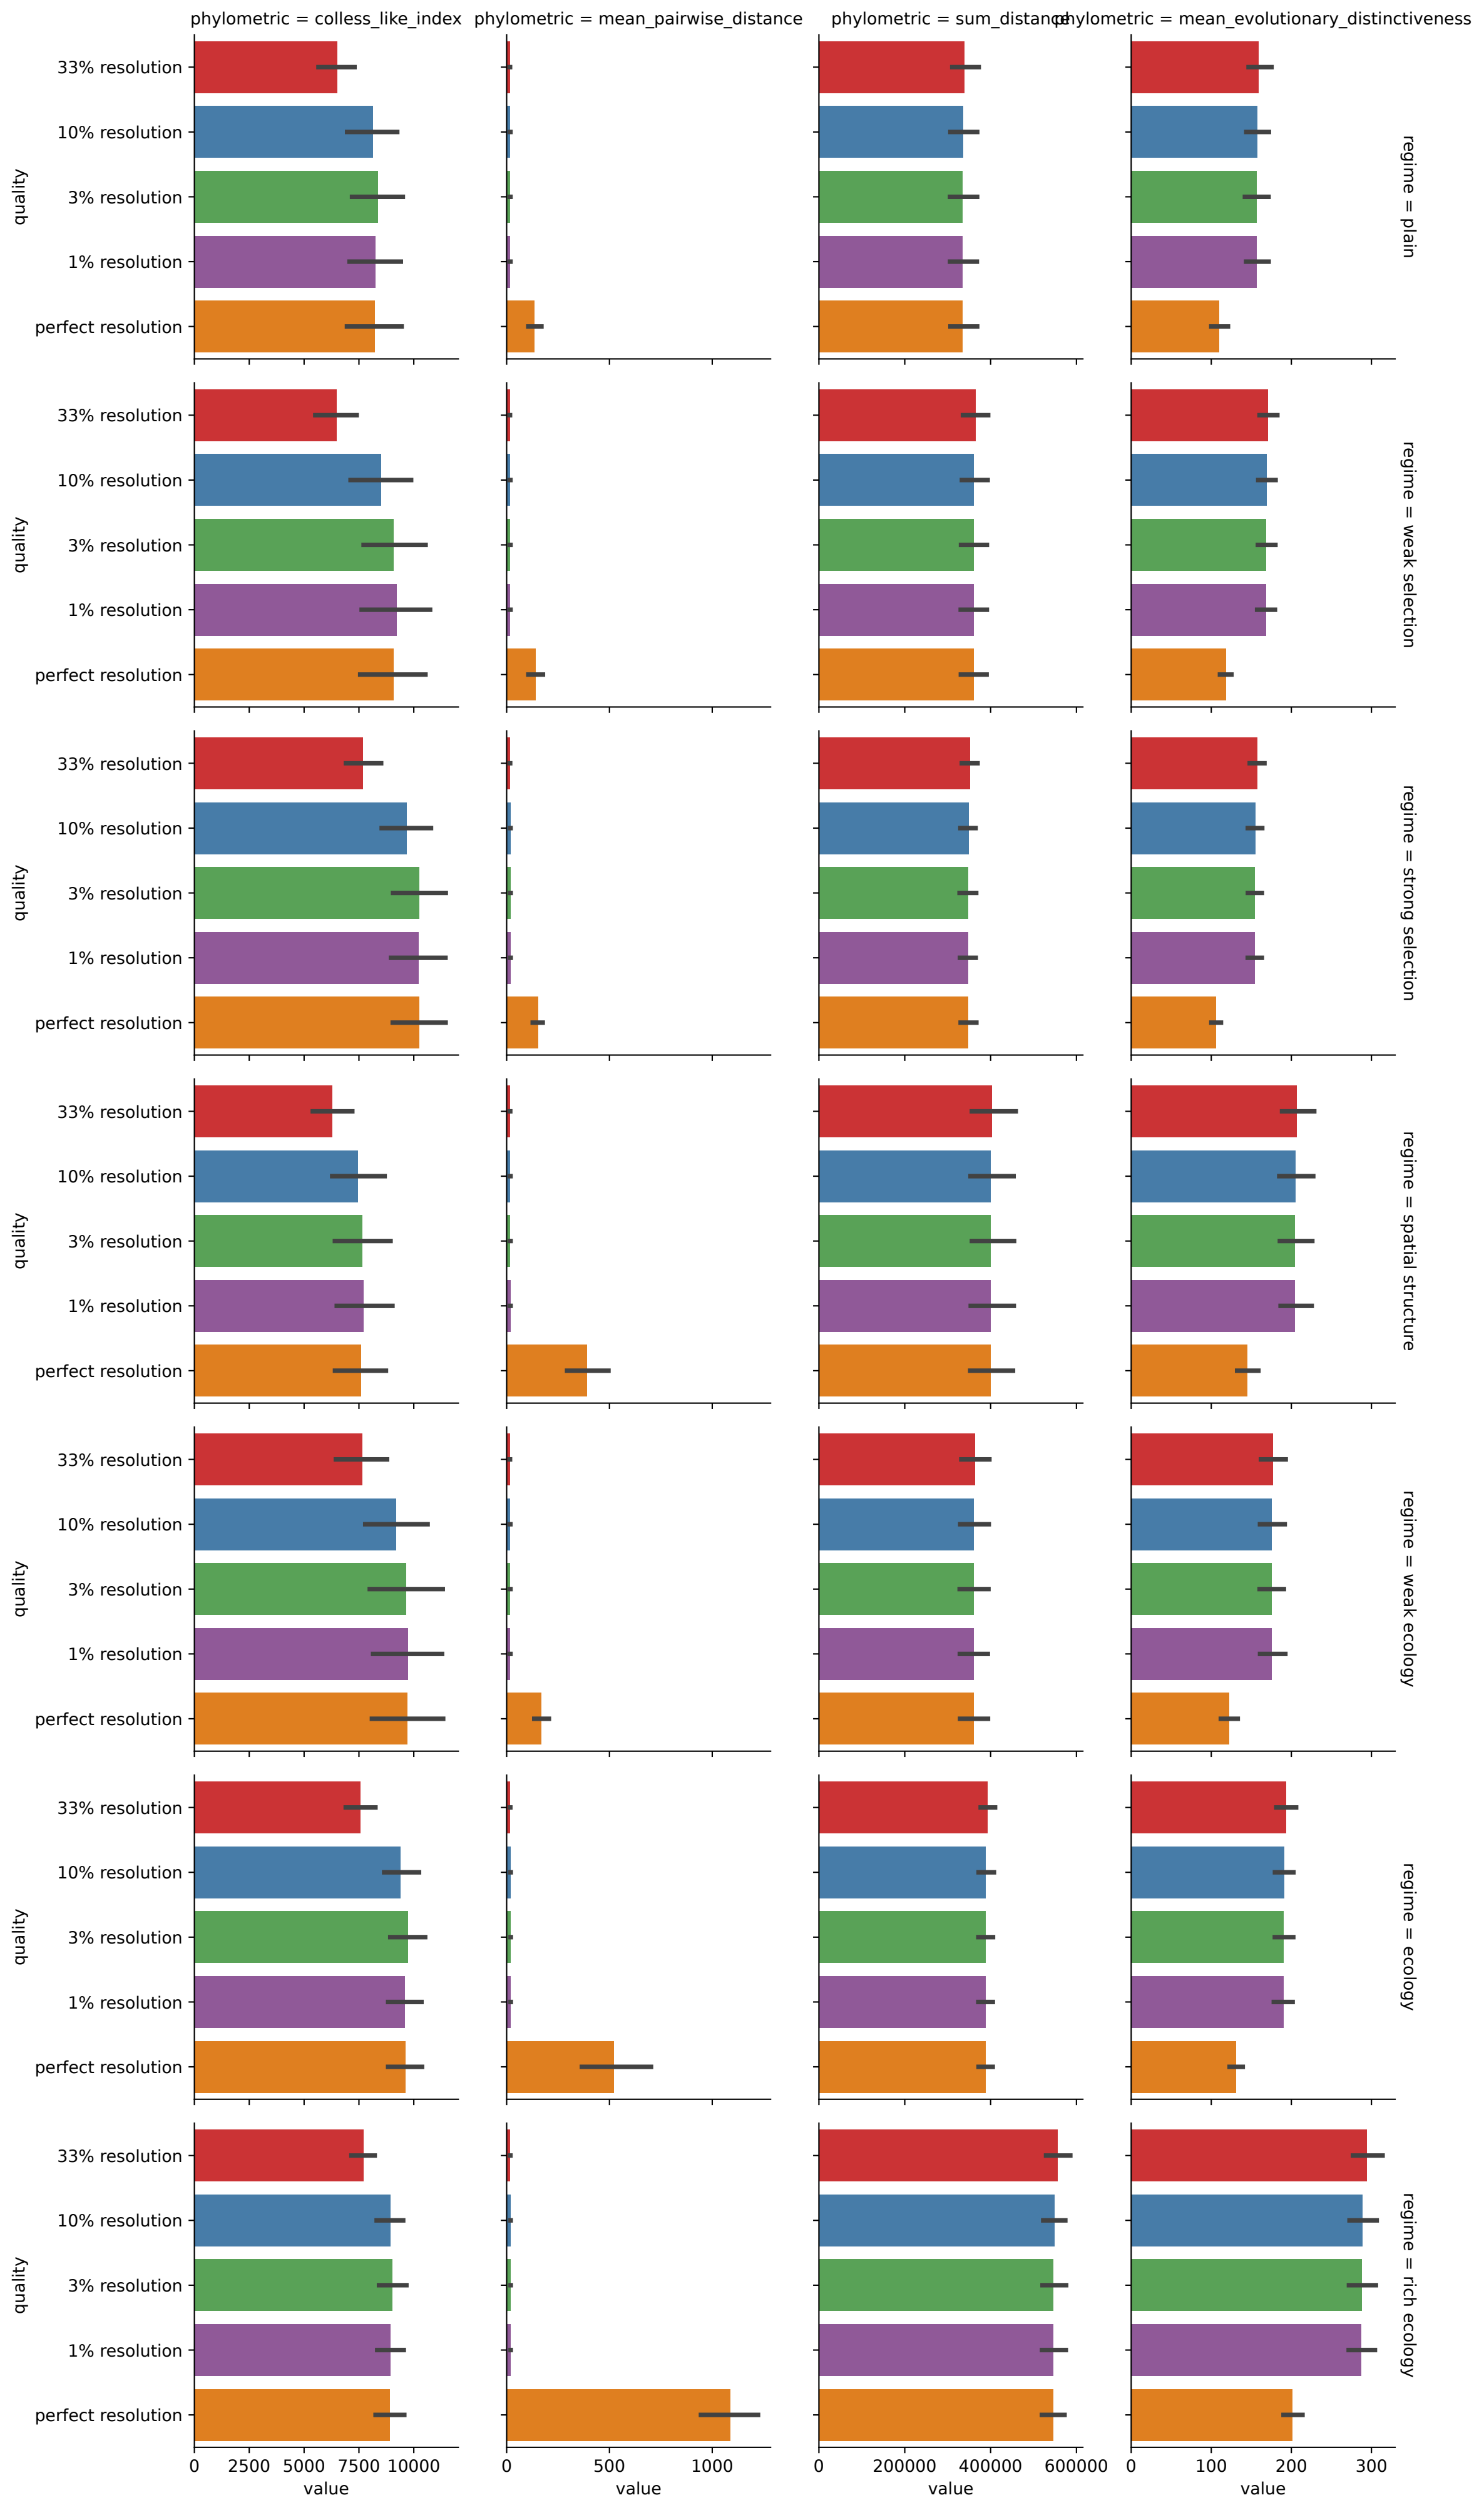 phylometric = colless_like_index
phylometric = mean_pairwise_distance
phylometric = sum_distance
phylometric = mean_evolutionary_distinctiveness
quality
33% resolution
10% resolution
3% resolution
1% resolution
perfect resolution
regime = plain
quality
33% resolution
10% resolution
3% resolution
1% resolution
perfect resolution
regime = weak selection
quality
33% resolution
10% resolution
3% resolution
1% resolution
perfect resolution
regime = strong selection
quality
33% resolution
10% resolution
3% resolution
1% resolution
perfect resolution
regime = spatial structure
quality
33% resolution
10% resolution
3% resolution
1% resolution
perfect resolution
regime = weak ecology
quality
33% resolution
10% resolution
3% resolution
1% resolution
perfect resolution
regime = ecology
quality
33% resolution
10% resolution
3% resolution
1% resolution
perfect resolution
regime = rich ecology
0 2500 5000 7500 10000
value
0 500 1000
value
0 200000 400000 600000
value
0 100 200 300
value